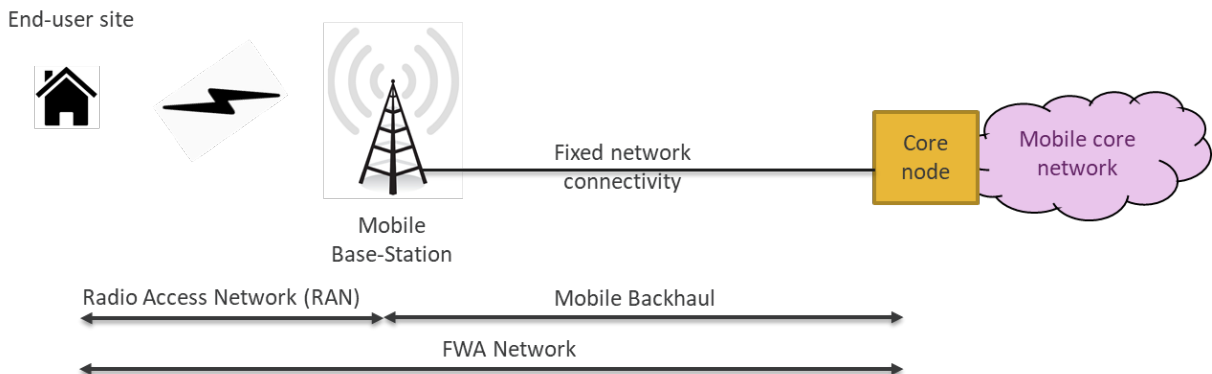 End-user site
Fixed network
connectivity
Core
node
Mobile core
network
Mobile
Base-Station
Radio Access Network (RAN)
Mobile Backhaul
FWA Network